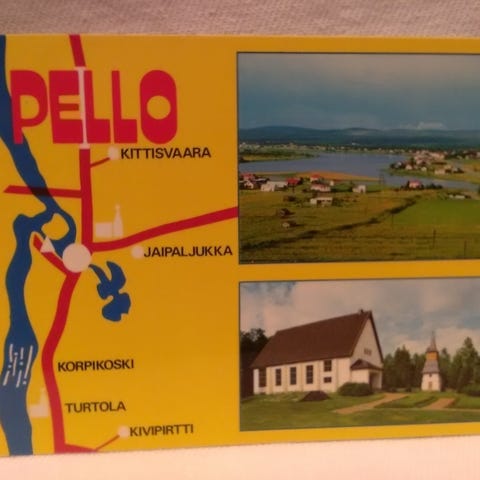 PELLO
KITTISVAARA
JAIPALJUKKA
KORPIKOSKI
TURTOLA
KIVIPIRTTI